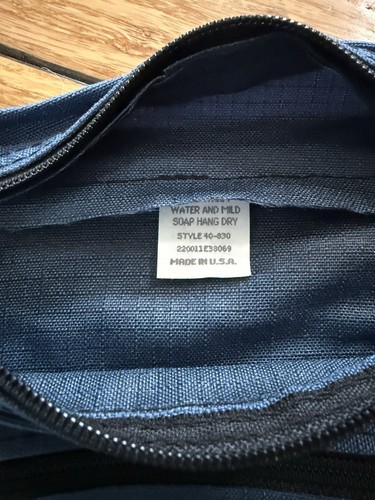 WATER AND MILD
SOAP HANG DRY
STYLE 40-830
220011E38069
MADE IN U.S.A.